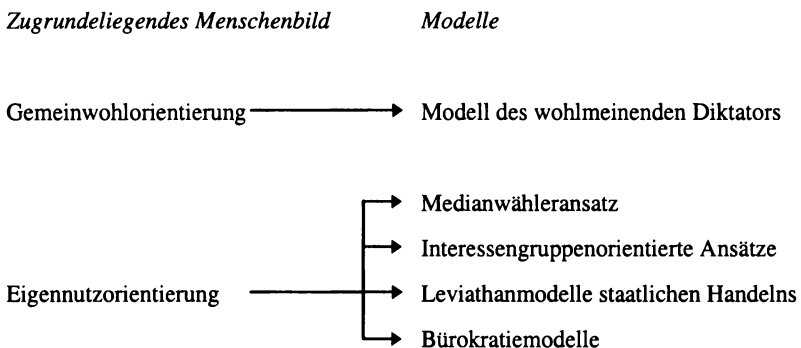 Zugrundeliegendes Menschenbild Modelle
Gemeinwohlorientierung Modell des wohlmeinenden Diktators
Medianwähleransatz
Interessengruppenorientierte Ansätze
Eigennutzorientierung Leviathanmodelle staatlichen Handelns
Bürokratiemodelle